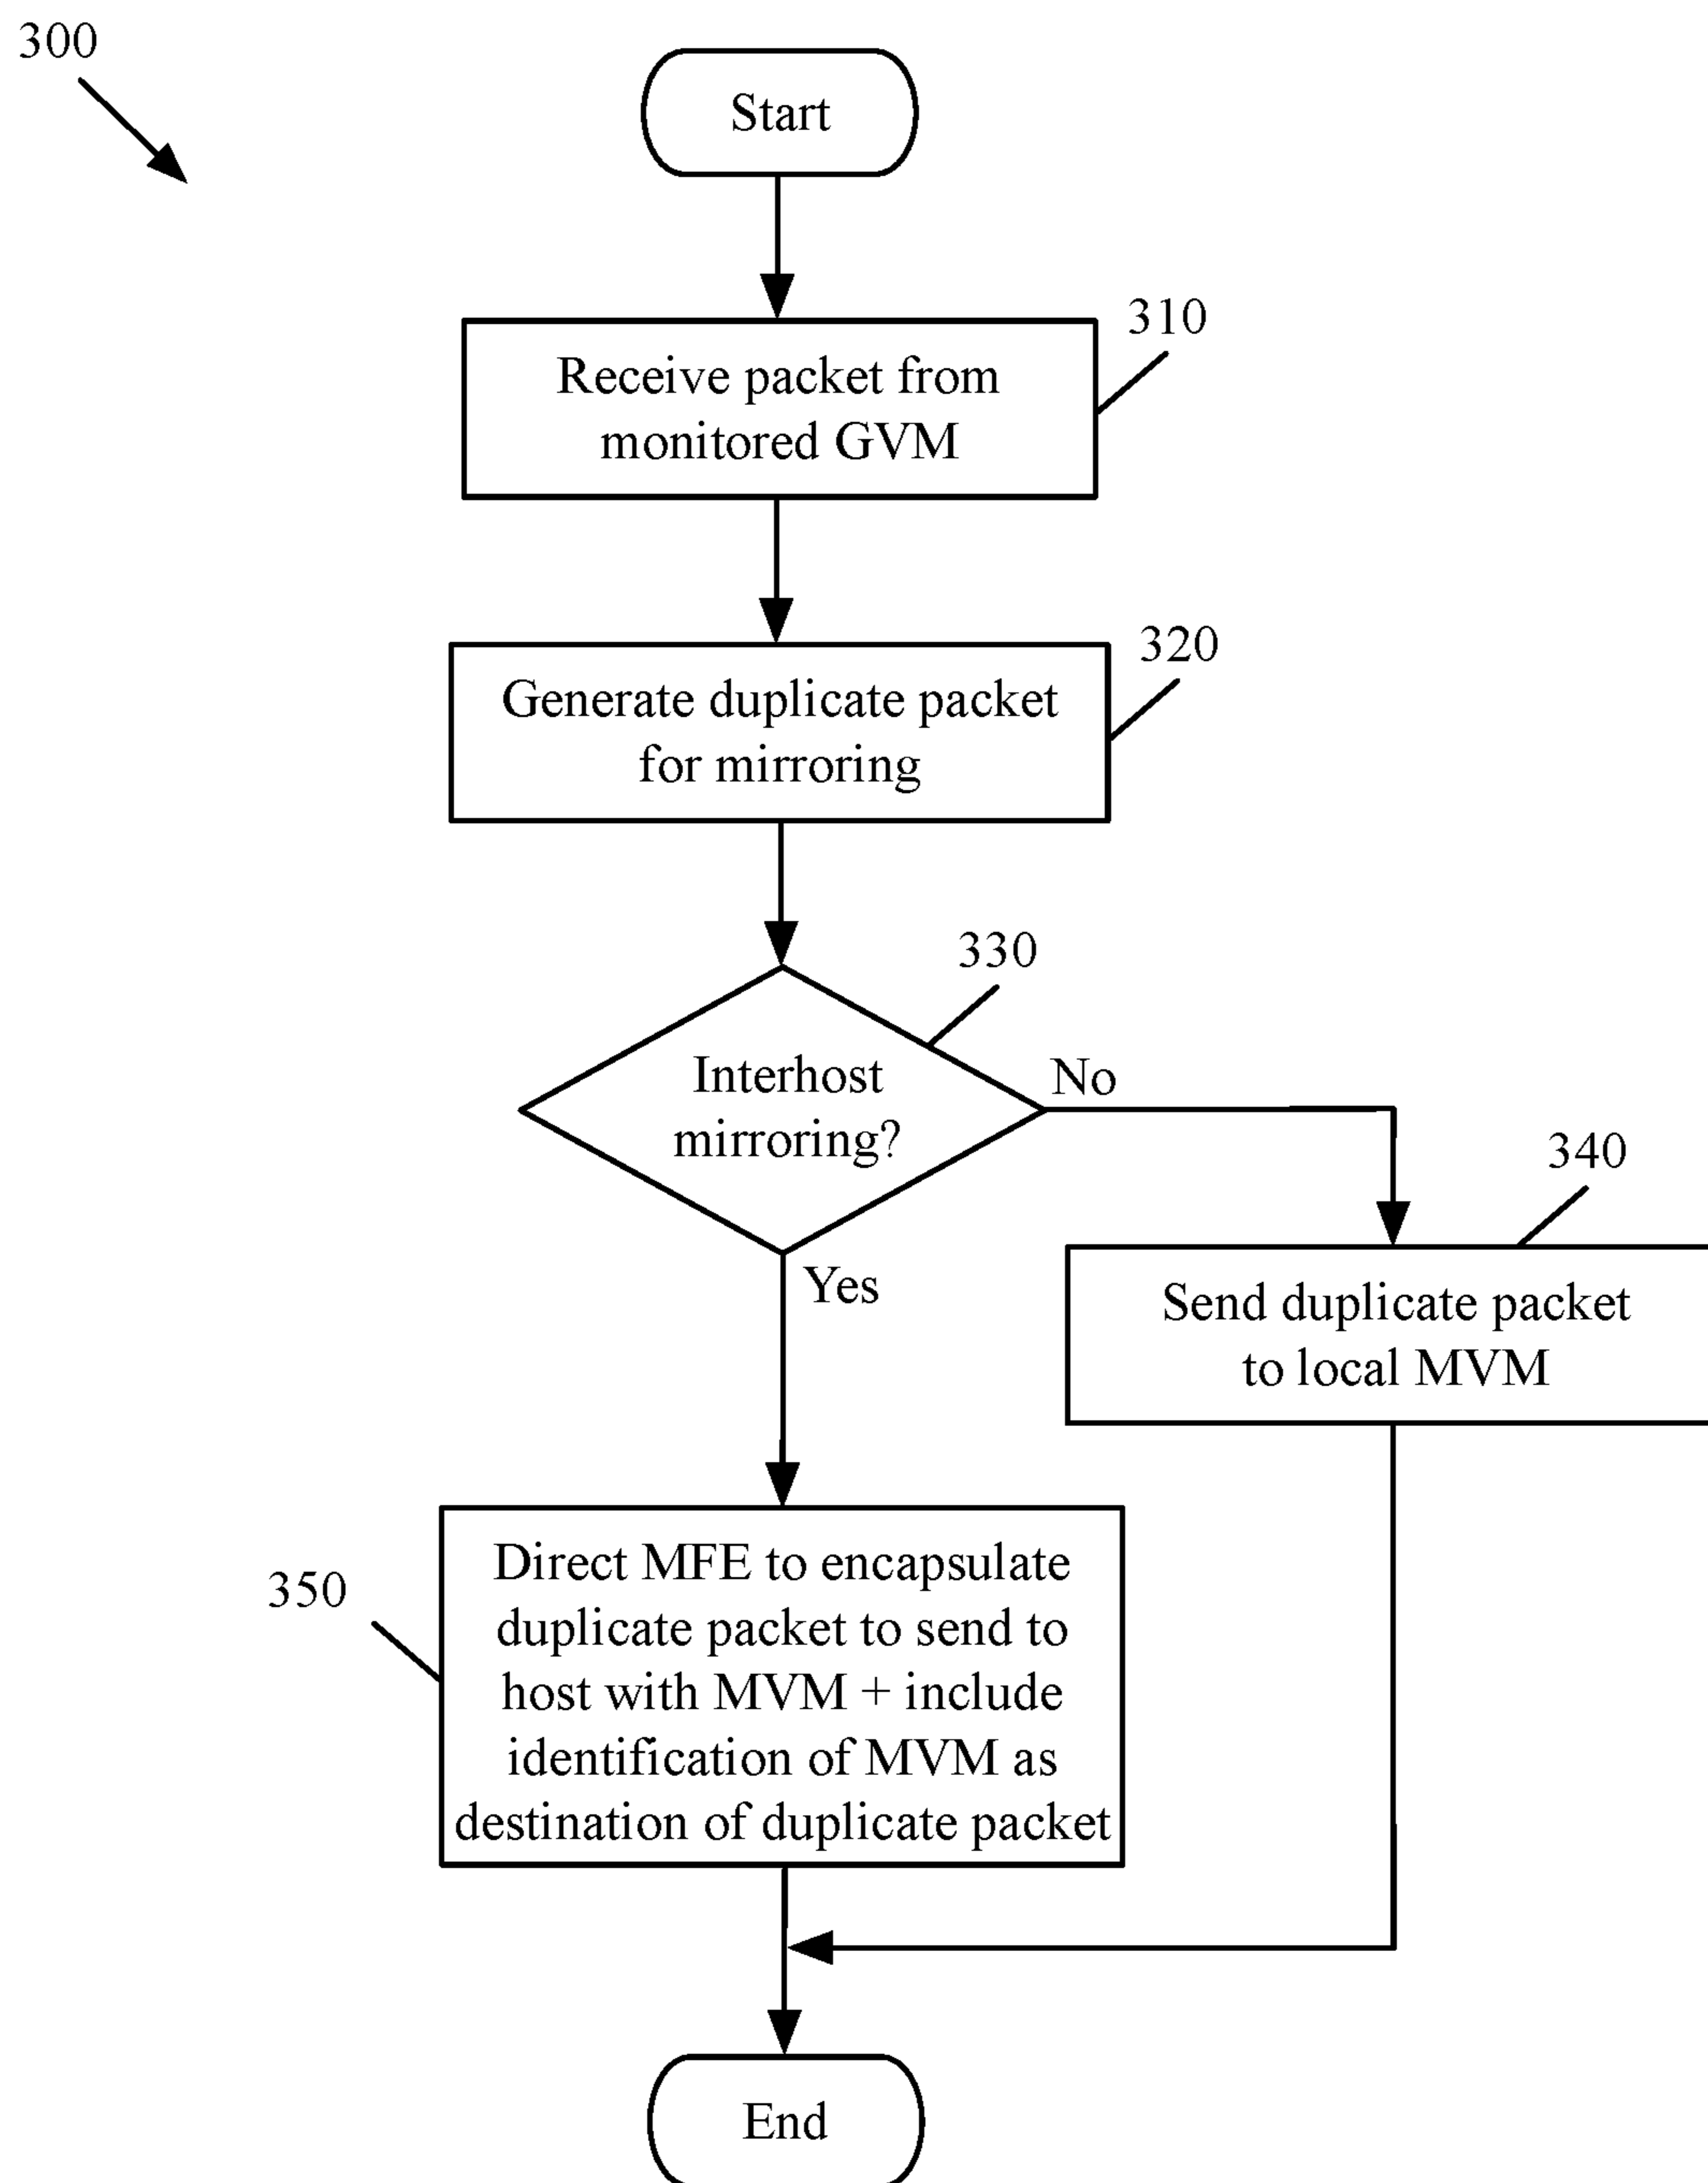 300
Start
310
Receive packet from
monitored GVM
320
Generate duplicate packet
for mirroring
330
Interhost
mirroring?
No
Yes
340
Send duplicate packet
to local MVM
350
Direct MFE to encapsulate
duplicate packet to send to
host with MVM + include
identification of MVM as
destination of duplicate packet
End